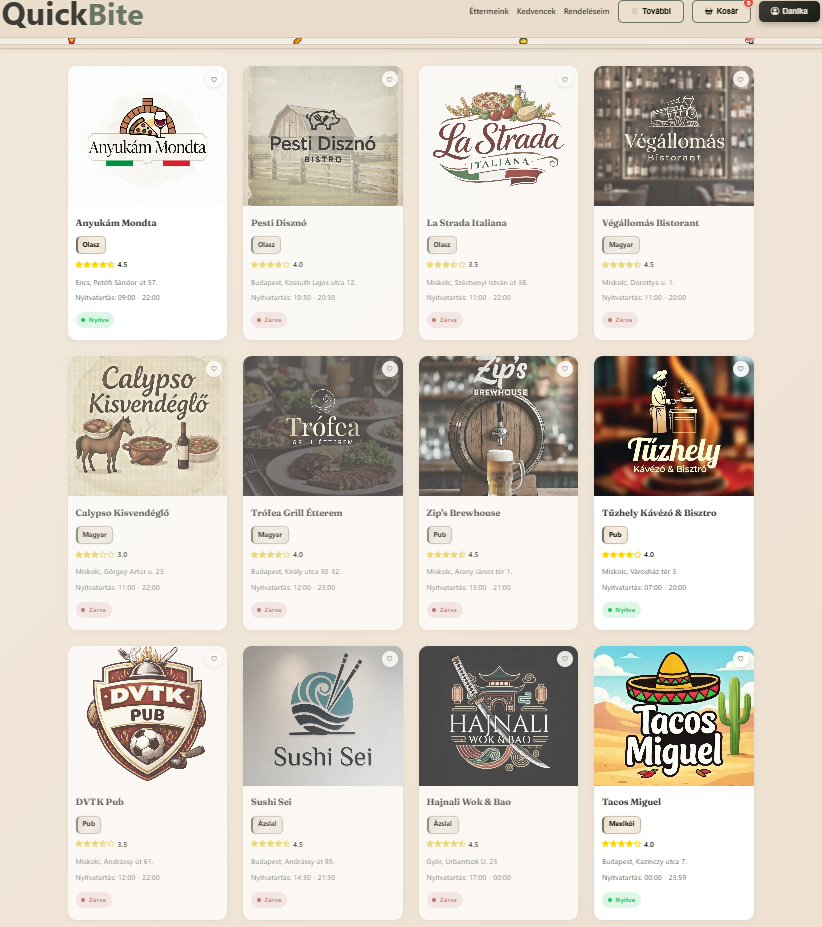 QuickBite
Éttermeink Kedvencek Rendeléseim További Kosár 5 Danika
Anyukám Mondta
Pesti Disznó
BISTRO
La Strada
ITALIANA
Végállomás
Bistorant
Anyukám Mondta
Olasz
4.5
Encs, Petőfi Sándor út 57.
Nyitvatartás: 09:00 - 22:00
Nyitva
Pesti Disznó
Olasz
4.0
Budapest, Kossuth Lajos utca 12.
Nyitvatartás: 10:30 - 20:30
Zárva
La Strada Italiana
Olasz
3.5
Miskolc, Széchenyi István út 38.
Nyitvatartás: 11:00 - 22:00
Zárva
Végállomás Bistorant
Magyar
4.5
Miskolc, Dorottya u. 1.
Nyitvatartás: 11:00 - 20:00
Zárva
Calypso
Kisvendéglő
Trófea
GRILL ÉTTEREM
Zip's
BREWHOUSE
Tűzhely
Kávézó & Bisztró
Calypso Kisvendéglő
Magyar
3.0
Miskolc, Görgey Artúr u. 23.
Nyitvatartás: 11:00 - 22:00
Zárva
Trófea Grill Étterem
Magyar
4.0
Budapest, Király utca 30-32.
Nyitvatartás: 12:00 - 23:00
Zárva
Zip's Brewhouse
Pub
4.5
Miskolc, Arany János tér 1.
Nyitvatartás: 13:00 - 21:00
Zárva
Tűzhely Kávézó & Bisztro
Pub
4.0
Miskolc, Városház tér 3.
Nyitvatartás: 07:00 - 20:00
Nyitva
DVTK
PUB
Sushi Sei
HAJNALI
WOK & BAO
Tacos
Miguel
DVTK Pub
Pub
3.5
Miskolc, Andrássy út 61.
Nyitvatartás: 12:00 - 22:00
Zárva
Sushi Sei
Ázsiai
4.5
Budapest, Andrássy út 85.
Nyitvatartás: 14:30 - 21:30
Zárva
Hajnali Wok & Bao
Ázsiai
4.5
Győr, Urbantsok U. 23
Nyitvatartás: 17:00 - 00:00
Zárva
Tacos Miguel
Mexikói
4.0
Budapest, Kazinczy utca 7.
Nyitvatartás: 00:00 - 23:59
Nyitva